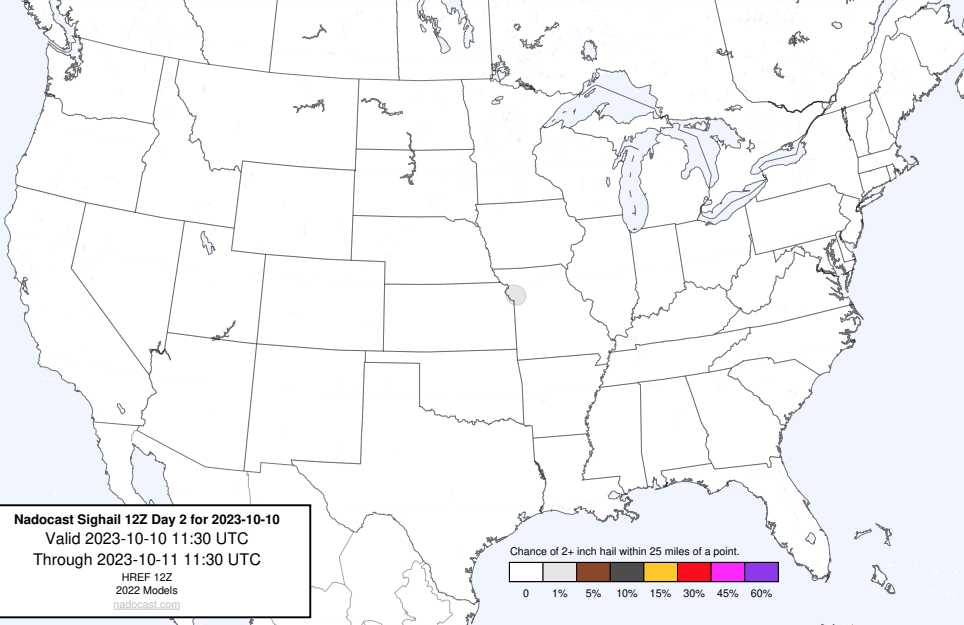 Nadocast Sighail 12Z Day 2 for 2023-10-10
Valid 2023-10-10 11:30 UTC
Through 2023-10-11 11:30 UTC
HREF 12Z
2022 Models
nadocast.com
Chance of 2+ inch hail within 25 miles of a point.
0 1% 5% 10% 15% 30% 45% 60%